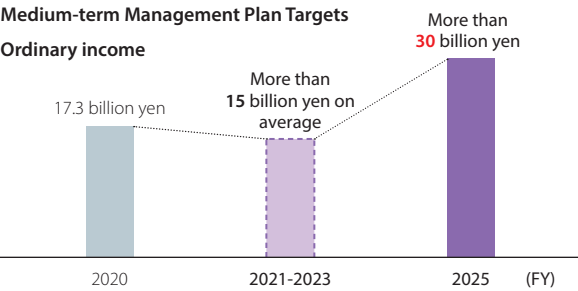 Medium-term Management Plan Targets
Ordinary income
17.3 billion yen
More than
15 billion yen on
average
More than
30 billion yen
2020
2021-2023
2025
(FY)